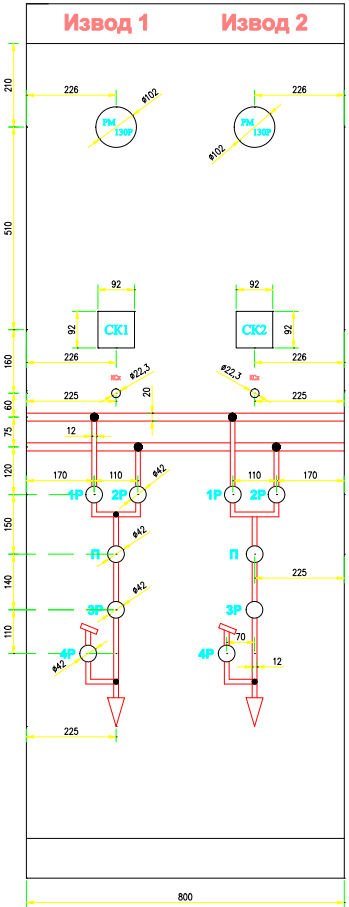 Извод 1 Извод 2
210
226 226
ø102 ø102
РМ 130Р РМ 130Р
510
92 92
92 СК1 СК2 92
160
226 226
ø22,3 ø22,3
225 225
60 20
75 12
120
170 110 ø42 110 170
1Р 2Р 1Р 2Р
150 ø42
П П
225
140 ø42
3Р 3Р
110 70
4Р 4Р
ø42 12
225
800